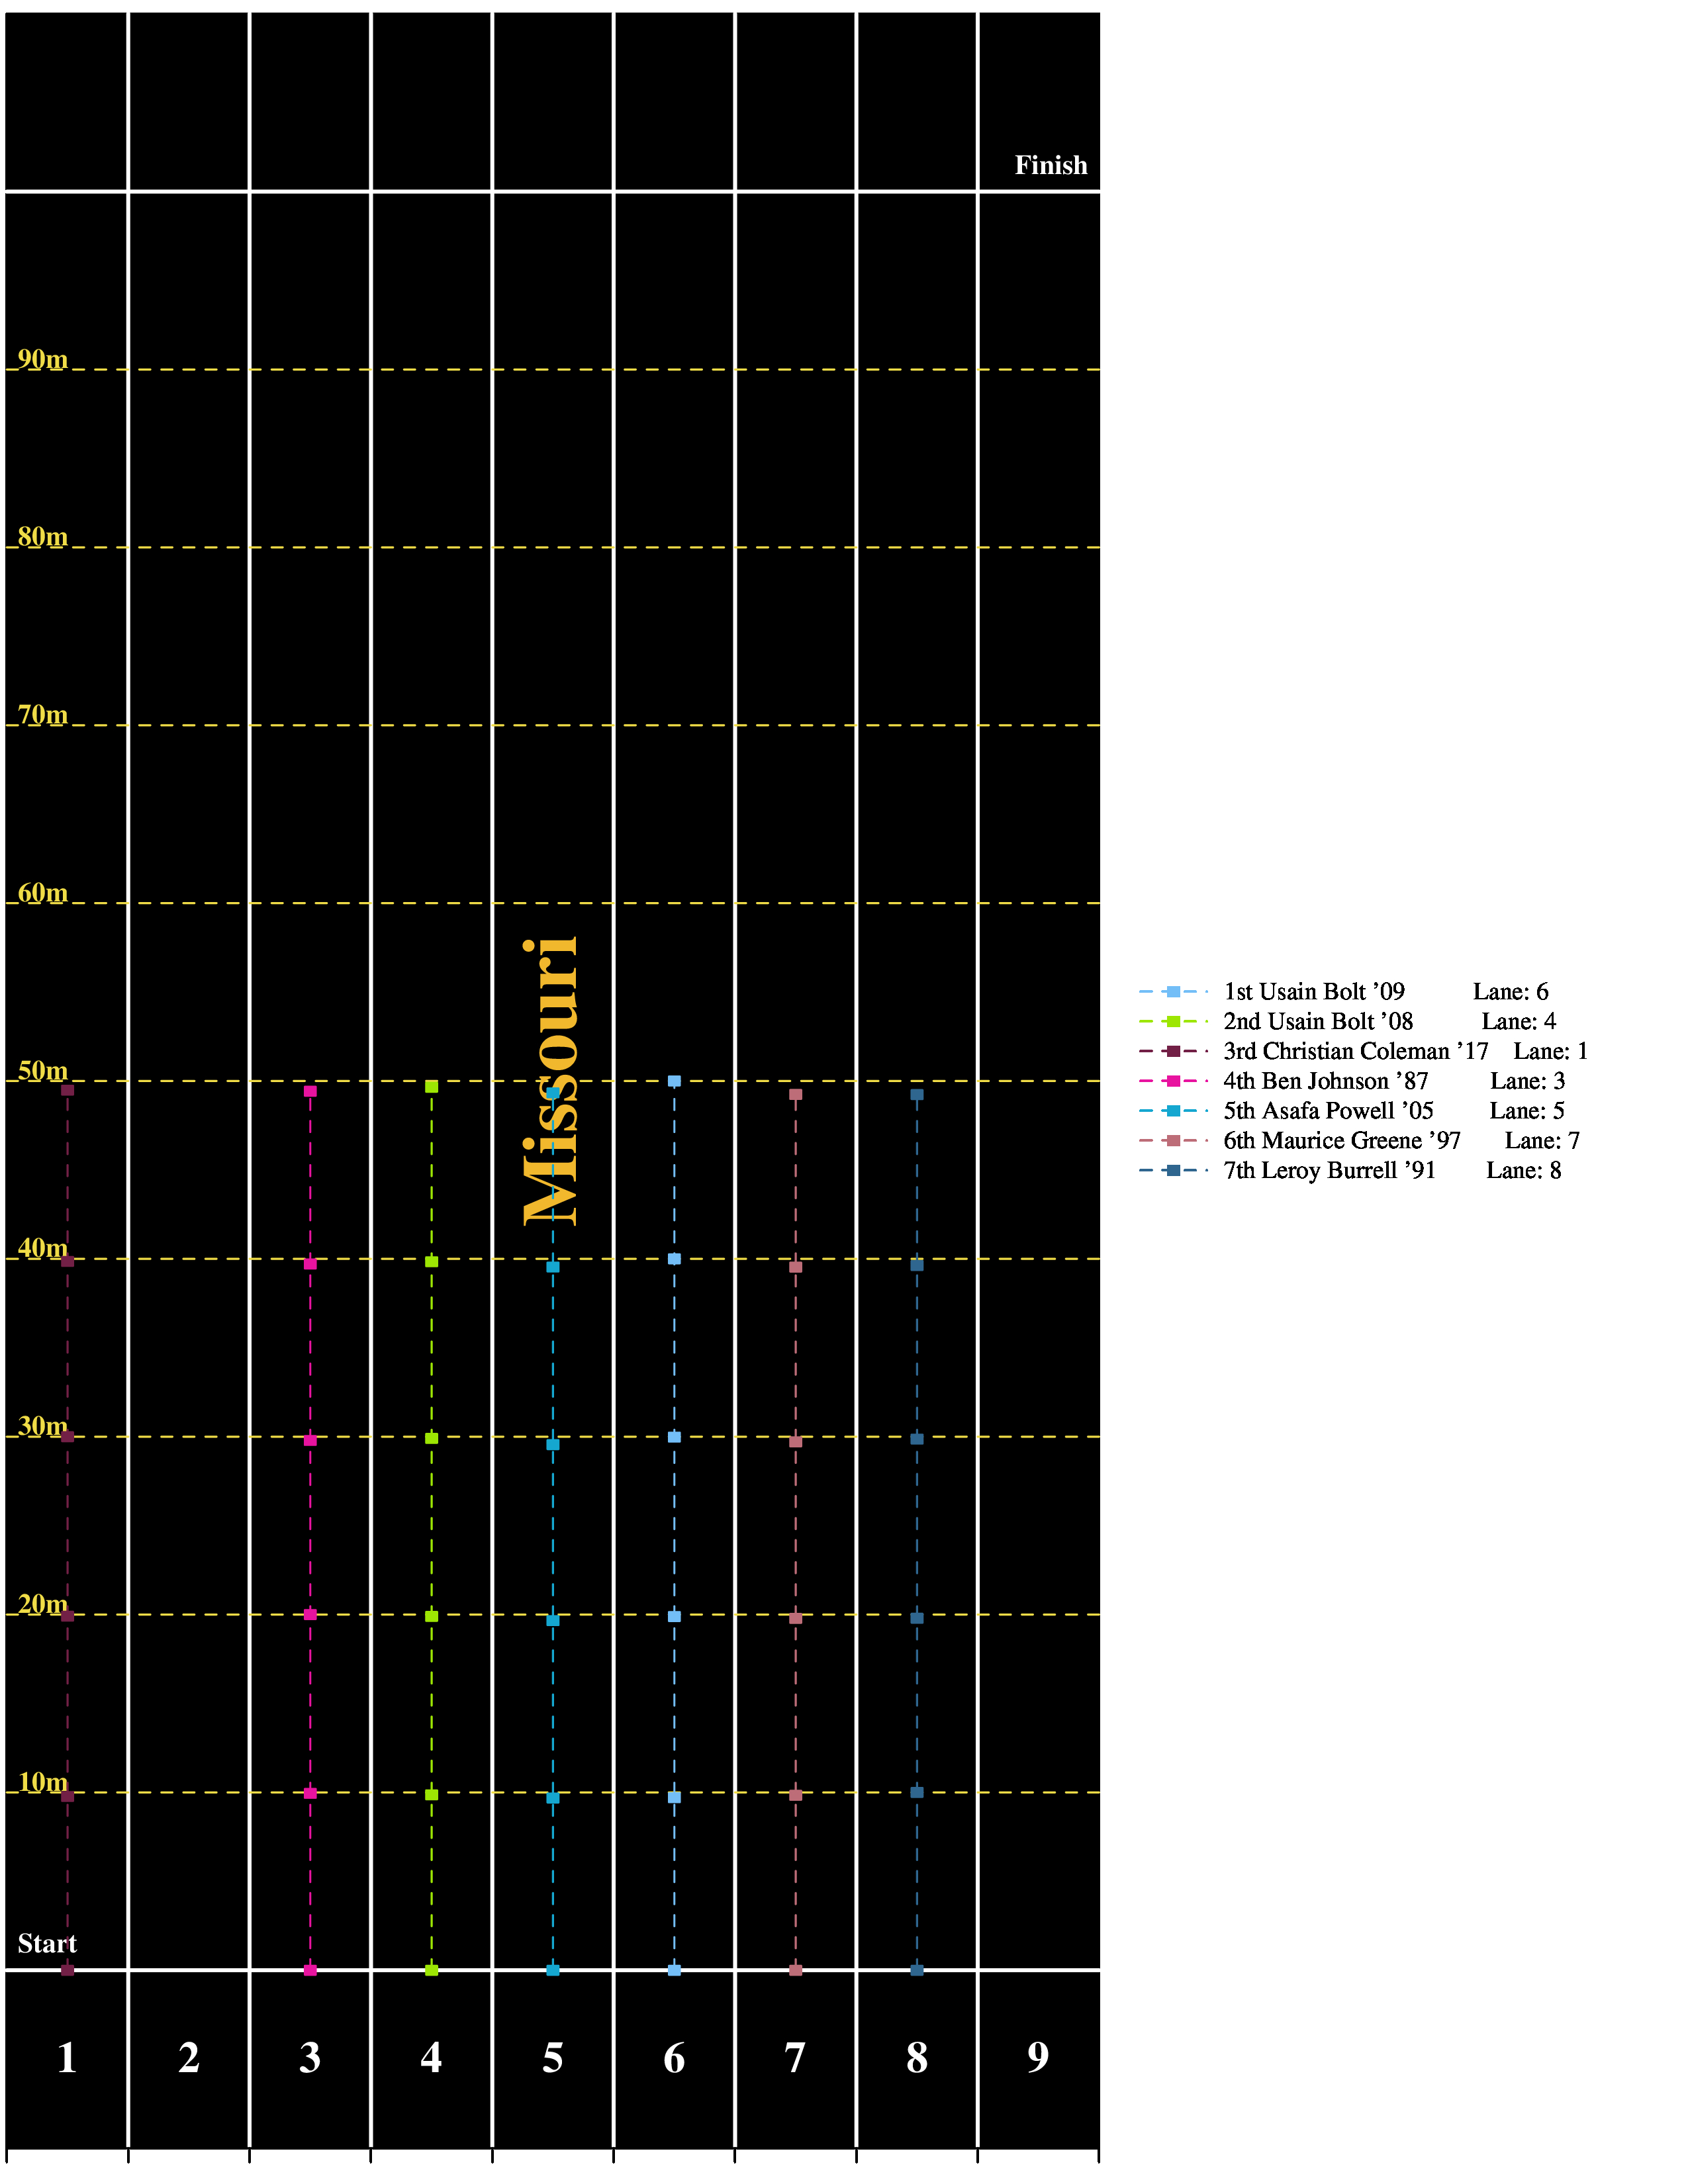 Finish
90m
80m
70m
60m
Missouri
1st Usain Bolt ’09 Lane: 6
2nd Usain Bolt ’08 Lane: 4
3rd Christian Coleman ’17 Lane: 1
4th Ben Johnson ’87 Lane: 3
5th Asafa Powell ’05 Lane: 5
6th Maurice Greene ’97 Lane: 7
7th Leroy Burrell ’91 Lane: 8
50m
40m
30m
20m
10m
Start
1 2 3 4 5 6 7 8 9